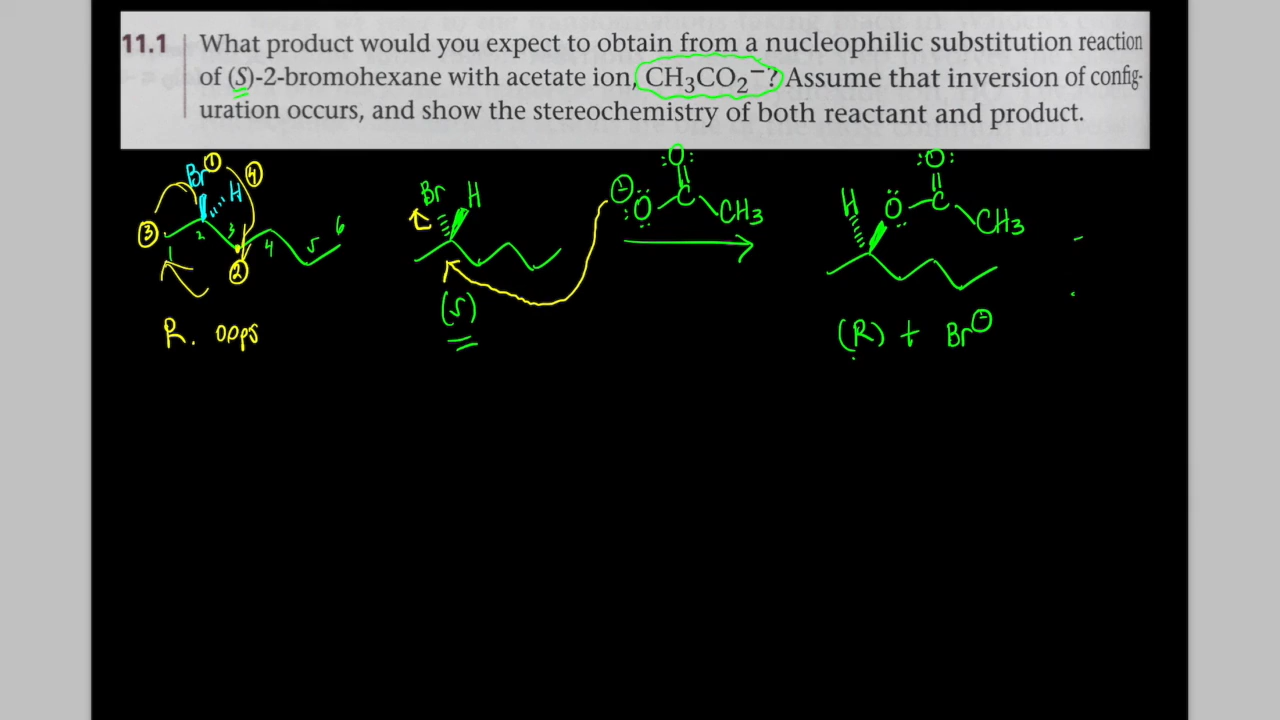 11.1 What product would you expect to obtain from a nucleophilic substitution reaction
of (S)-2-bromohexane with acetate ion, CH₃CO₂⁻? Assume that inversion of config-
uration occurs, and show the stereochemistry of both reactant and product.
Br 1 4 H
3 1 2 3 4 5 6
2
R. opps
Br H
(S)
⊖ :O: O C CH3
H O C O CH3
(R) + Br⊖